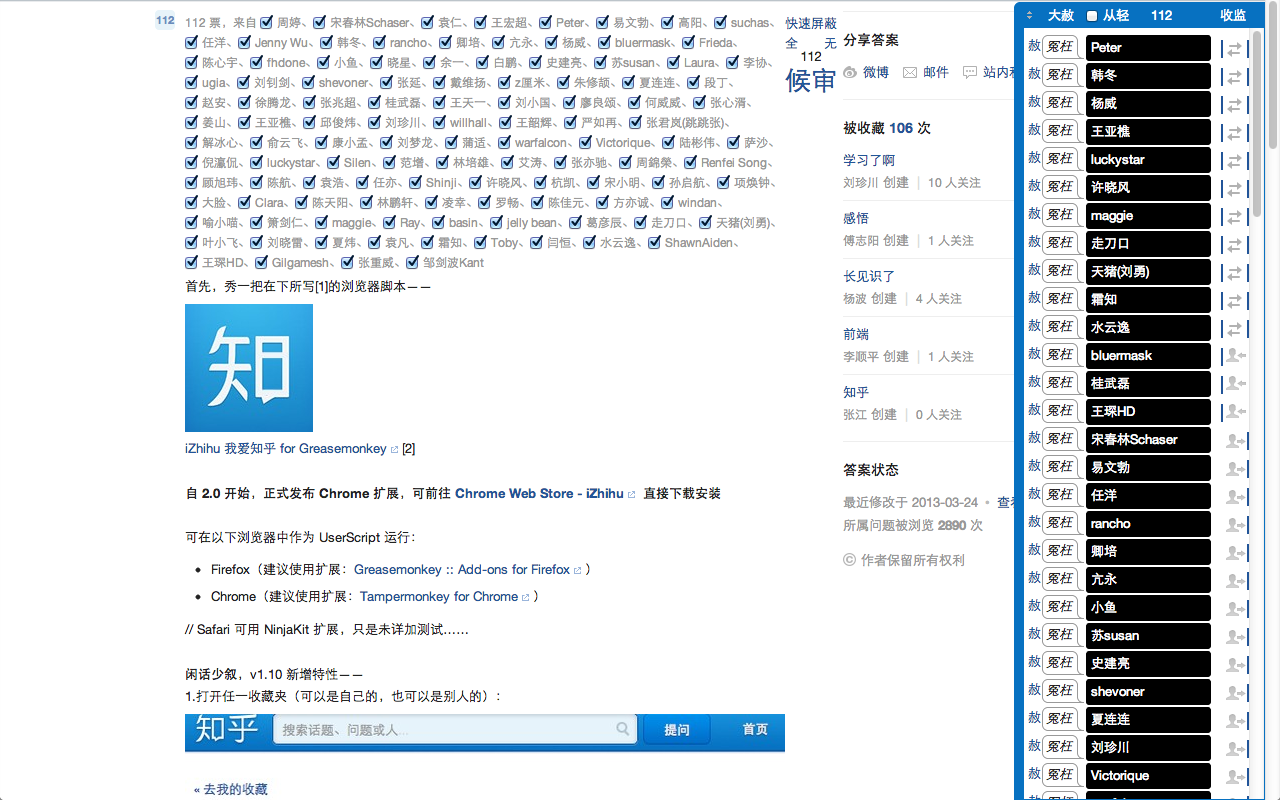 112
112 票，来自 周婷、 宋春林Schaser、 袁仁、 王宏超、 Peter、 易文勃、 高阳、 suchas、
任洋、 Jenny Wu、 韩冬、 rancho、 卿培、 亢永、 杨威、 bluermask、 Frieda、
陈心宇、 fhdone、 小鱼、 晓星、 余一、 白鹏、 史建亮、 苏susan、 Laura、 李协、
ugia、 刘钊剑、 shevoner、 张延、 戴维扬、 z厘米、 朱修颉、 夏连连、 段丁、
赵安、 徐腾龙、 张兆超、 桂武磊、 王天一、 刘小国、 廖良颂、 何威威、 张心湑、
姜山、 王亚樵、 邱俊炜、 刘珍川、 willhall、 王韶辉、 严如再、 张君岚(跳跳张)、
解冰心、 俞云飞、 康小孟、 刘梦龙、 蒲适、 warfalcon、 Victorique、 陆彬伟、 萨沙、
倪瀛侃、 luckystar、 Silen、 范增、 林培雄、 艾涛、 张亦驰、 周錦榮、 Renfei Song、
顾旭玮、 陈航、 袁浩、 任亦、 Shinji、 许晓风、 杭凯、 宋小明、 孙启航、 项焕钟、
大脸、 Clara、 陈天阳、 林鹏轩、 凌幸、 罗畅、 陈佳元、 方亦诚、 windan、
喻小喵、 箫剑仁、 maggie、 Ray、 basin、 jelly bean、 葛彦辰、 走刀口、 天猪(刘勇)、
叶小飞、 刘晓雷、 夏炜、 袁凡、 霜知、 Toby、 闫恒、 水云逸、 ShawnAiden、
王琛HD、 Gilgamesh、 张重威、 邹剑波Kant
快速屏蔽
全 无
112
候审
首先，秀一把在下所写[1]的浏览器脚本——
知
iZhihu 我爱知乎 for Greasemonkey [2]
自 2.0 开始，正式发布 Chrome 扩展，可前往 Chrome Web Store - iZhihu 直接下载安装
可在以下浏览器中作为 UserScript 运行：
• Firefox（建议使用扩展：Greasemonkey :: Add-ons for Firefox ）
• Chrome（建议使用扩展：Tampermonkey for Chrome ）
// Safari 可用 NinjaKit 扩展，只是未详加测试……
闲话少叙，v1.10 新增特性——
1.打开任一收藏夹（可以是自己的，也可以是别人的）：
知乎 搜索话题、问题或人... 提问 首页
« 去我的收藏
分享答案
微博 邮件 站内
被收藏 106 次
学习了啊
刘珍川 创建 | 10 人关注
感悟
傅志阳 创建 | 1 人关注
长见识了
杨波 创建 | 4 人关注
前端
李顺平 创建 | 1 人关注
知乎
张江 创建 | 0 人关注
答案状态
最近修改于 2013-03-24 • 查
所属问题被浏览 2890 次
© 作者保留所有权利
大赦 从轻 112 收监
赦 冤枉 Peter
赦 冤枉 韩冬
赦 冤枉 杨威
赦 冤枉 王亚樵
赦 冤枉 luckystar
赦 冤枉 许晓风
赦 冤枉 maggie
赦 冤枉 走刀口
赦 冤枉 天猪(刘勇)
赦 冤枉 霜知
赦 冤枉 水云逸
赦 冤枉 bluermask
赦 冤枉 桂武磊
赦 冤枉 王琛HD
赦 冤枉 宋春林Schaser
赦 冤枉 易文勃
赦 冤枉 任洋
赦 冤枉 rancho
赦 冤枉 卿培
赦 冤枉 亢永
赦 冤枉 小鱼
赦 冤枉 苏susan
赦 冤枉 史建亮
赦 冤枉 shevoner
赦 冤枉 夏连连
赦 冤枉 刘珍川
赦 冤枉 Victorique